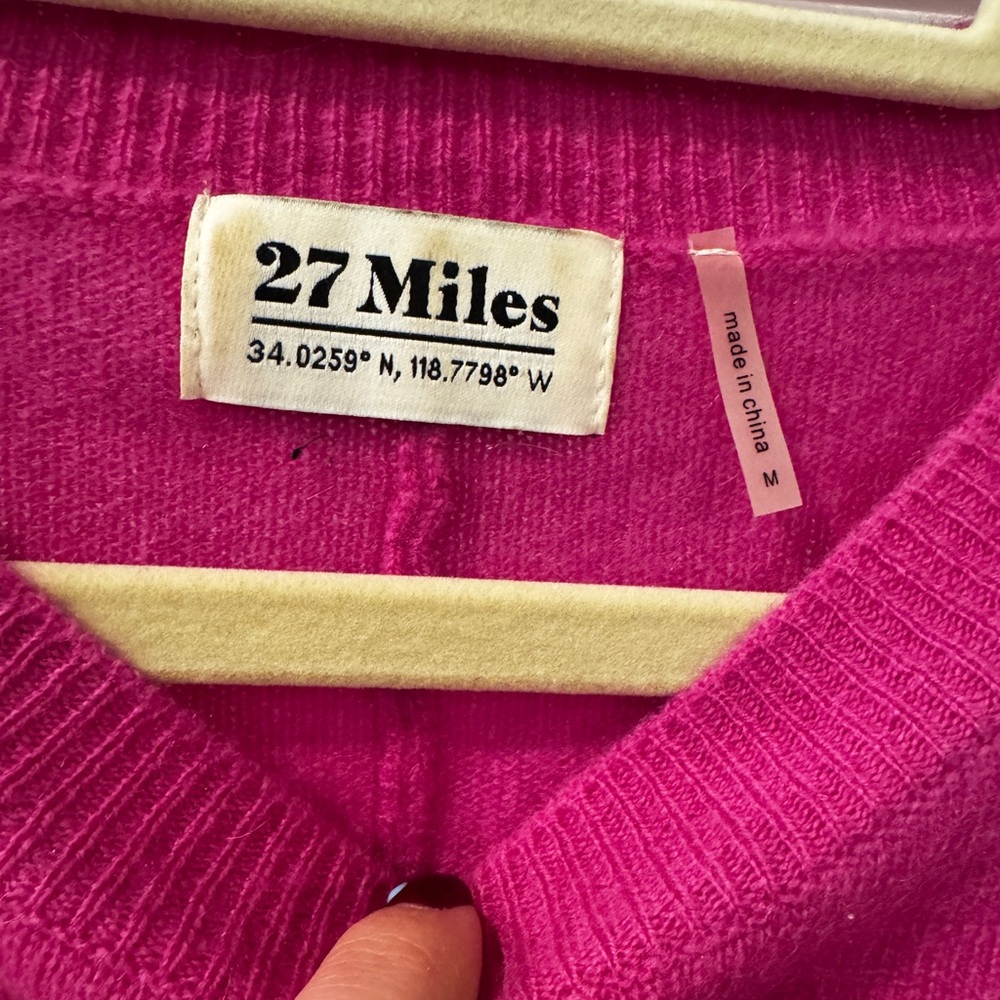 27 Miles
34.0259° N, 118.7798° W
made in china M